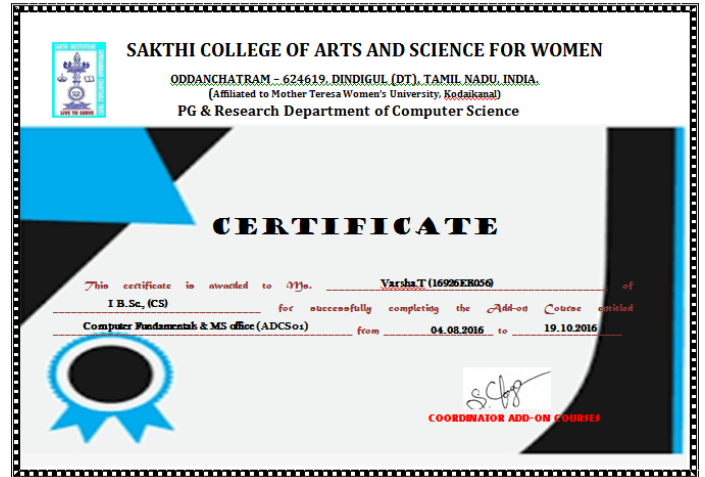 SAKTHI COLLEGE OF ARTS AND SCIENCE FOR WOMEN
ODDANCHATRAM – 624619. DINDIGUL (DT), TAMIL NADU, INDIA.
(Affiliated to Mother Teresa Women's University, Kodaikanal)
PG & Research Department of Computer Science
CERTIFICATE
This certificate is awarded to Ms. Varsha.T (16926ER056) of
I B.Sc., (CS) for successfully completing the Add-on Course entitled
Computer Fundamentals & MS office (ADCS01) from 04.08.2016 to 19.10.2016
COORDINATOR ADD-ON COURSES
LIVE TO SERVE